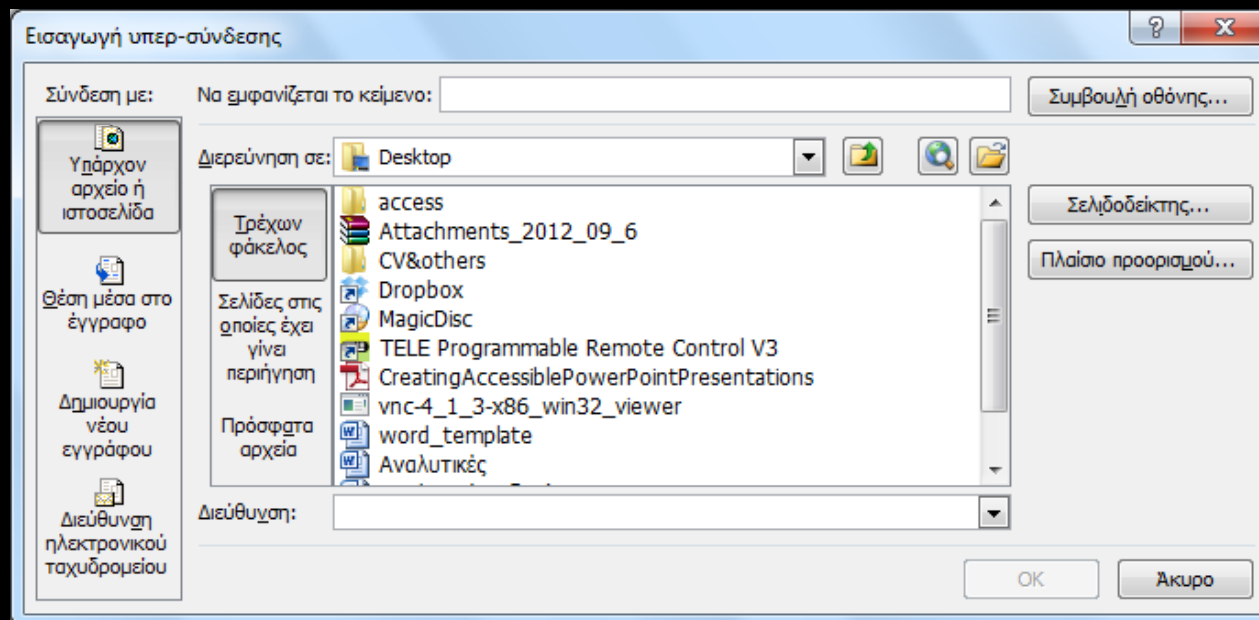 Εισαγωγή υπερ-σύνδεσης
Σύνδεση με:
Να εμφανίζεται το κείμενο:
Συμβουλή οθόνης...
Υπάρχον
αρχείο ή
ιστοσελίδα
Θέση μέσα στο
έγγραφο
Δημιουργία
νέου
εγγράφου
Διεύθυνση
ηλεκτρονικού
ταχυδρομείου
Διερεύνηση σε:
Desktop
Τρέχων
φάκελος
Σελίδες στις
οποίες έχει
γίνει
περιήγηση
Πρόσφατα
αρχεία
access
Attachments_2012_09_6
CV&others
Dropbox
MagicDisc
TELE Programmable Remote Control V3
CreatingAccessiblePowerPointPresentations
vnc-4_1_3-x86_win32_viewer
word_template
Αναλυτικές
Σελιδοδείκτης...
Πλαίσιο προορισμού...
Διεύθυνση:
OK
Άκυρο